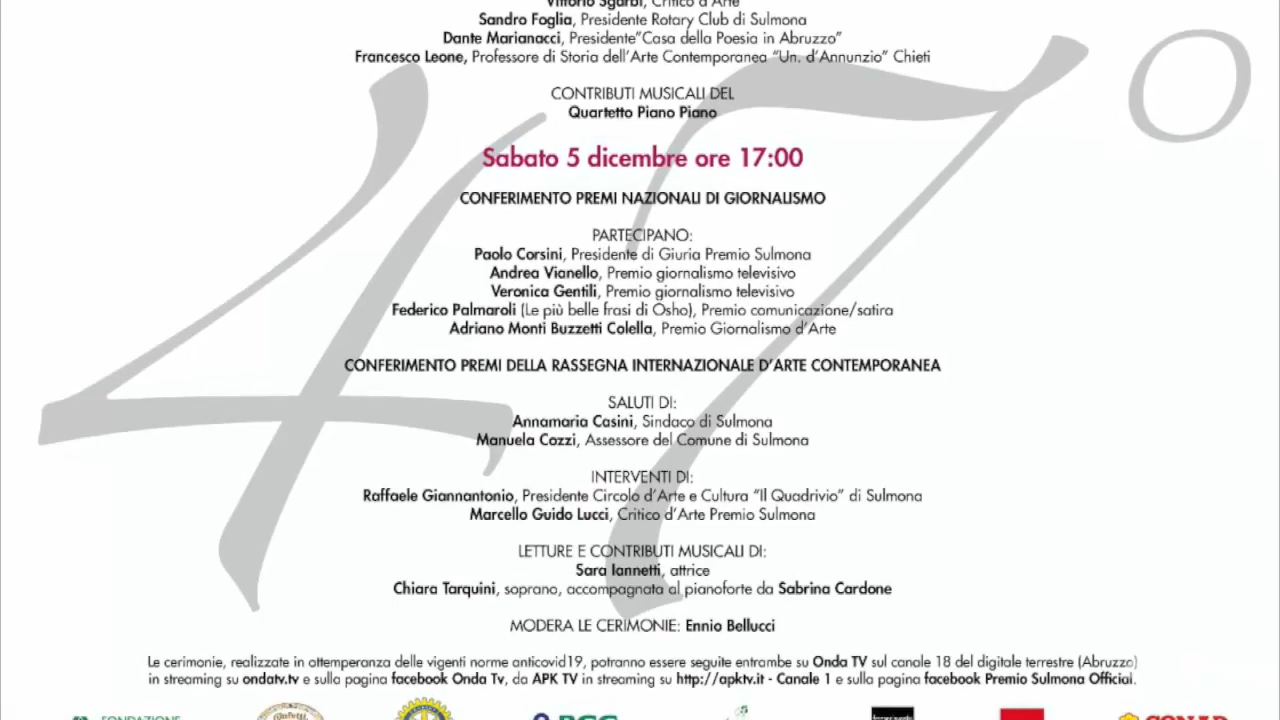 Vittorio Sgarbi, Critico d'Arte
Sandro Foglia, Presidente Rotary Club di Sulmona
Dante Marianacci, Presidente"Casa della Poesia in Abruzzo"
Francesco Leone, Professore di Storia dell'Arte Contemporanea "Un. d'Annunzio" Chieti
CONTRIBUTI MUSICALI DEL
Quartetto Piano Piano
47°
Sabato 5 dicembre ore 17:00
CONFERIMENTO PREMI NAZIONALI DI GIORNALISMO
PARTECIPANO:
Paolo Corsini, Presidente di Giuria Premio Sulmona
Andrea Vianello, Premio giornalismo televisivo
Veronica Gentili, Premio giornalismo televisivo
Federico Palmaroli (Le più belle frasi di Osho), Premio comunicazione/satira
Adriano Monti Buzzetti Colella, Premio Giornalismo d'Arte
CONFERIMENTO PREMI DELLA RASSEGNA INTERNAZIONALE D'ARTE CONTEMPORANEA
SALUTI DI:
Annamaria Casini, Sindaco di Sulmona
Manuela Cozzi, Assessore del Comune di Sulmona
INTERVENTI DI:
Raffaele Giannantonio, Presidente Circolo d'Arte e Cultura "Il Quadrivio" di Sulmona
Marcello Guido Lucci, Critico d'Arte Premio Sulmona
LETTURE E CONTRIBUTI MUSICALI DI:
Sara Iannetti, attrice
Chiara Tarquini, soprano, accompagnata al pianoforte da Sabrina Cardone
MODERA LE CERIMONIE: Ennio Bellucci
Le cerimonie, realizzate in ottemperanza delle vigenti norme anticovid19, potranno essere seguite entrambe su Onda TV sul canale 18 del digitale terrestre (Abruzzo)
in streaming su ondatv.tv e sulla pagina facebook Onda Tv, da APK TV in streaming su http://apktv.it - Canale 1 e sulla pagina facebook Premio Sulmona Official.
FONDAZIONE BCC CONAD